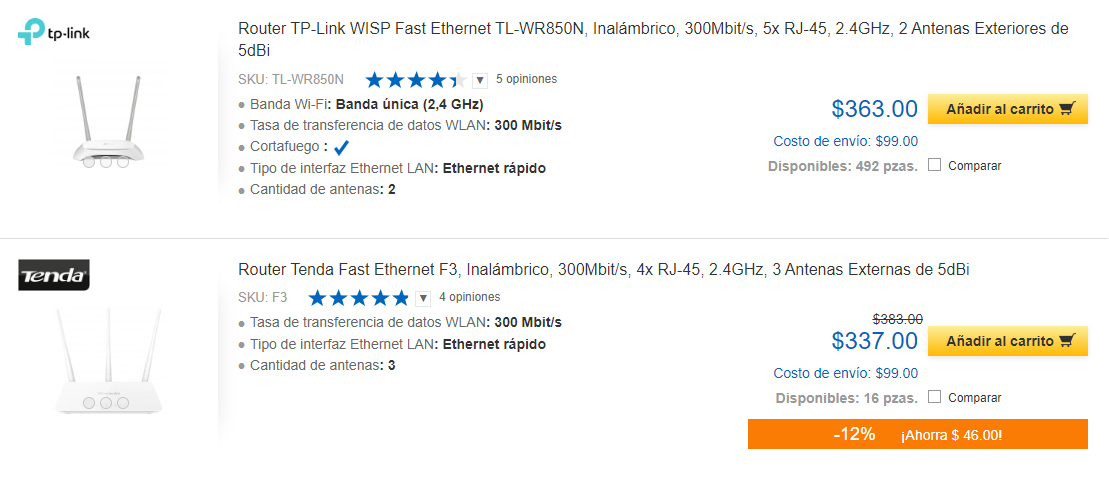 tp-link
Router TP-Link WISP Fast Ethernet TL-WR850N, Inalámbrico, 300Mbit/s, 5x RJ-45, 2.4GHz, 2 Antenas Exteriores de
5dBi
SKU: TL-WR850N 5 opiniones
Banda Wi-Fi: Banda única (2,4 GHz)
Tasa de transferencia de datos WLAN: 300 Mbit/s
Cortafuego :
Tipo de interfaz Ethernet LAN: Ethernet rápido
Cantidad de antenas: 2
$363.00 Añadir al carrito
Costo de envío: $99.00
Disponibles: 492 pzas. Comparar
Tenda
Router Tenda Fast Ethernet F3, Inalámbrico, 300Mbit/s, 4x RJ-45, 2.4GHz, 3 Antenas Externas de 5dBi
SKU: F3 4 opiniones
Tasa de transferencia de datos WLAN: 300 Mbit/s
Tipo de interfaz Ethernet LAN: Ethernet rápido
Cantidad de antenas: 3
$383.00
$337.00 Añadir al carrito
Costo de envío: $99.00
Disponibles: 16 pzas. Comparar
-12% ¡Ahorra $ 46.00!